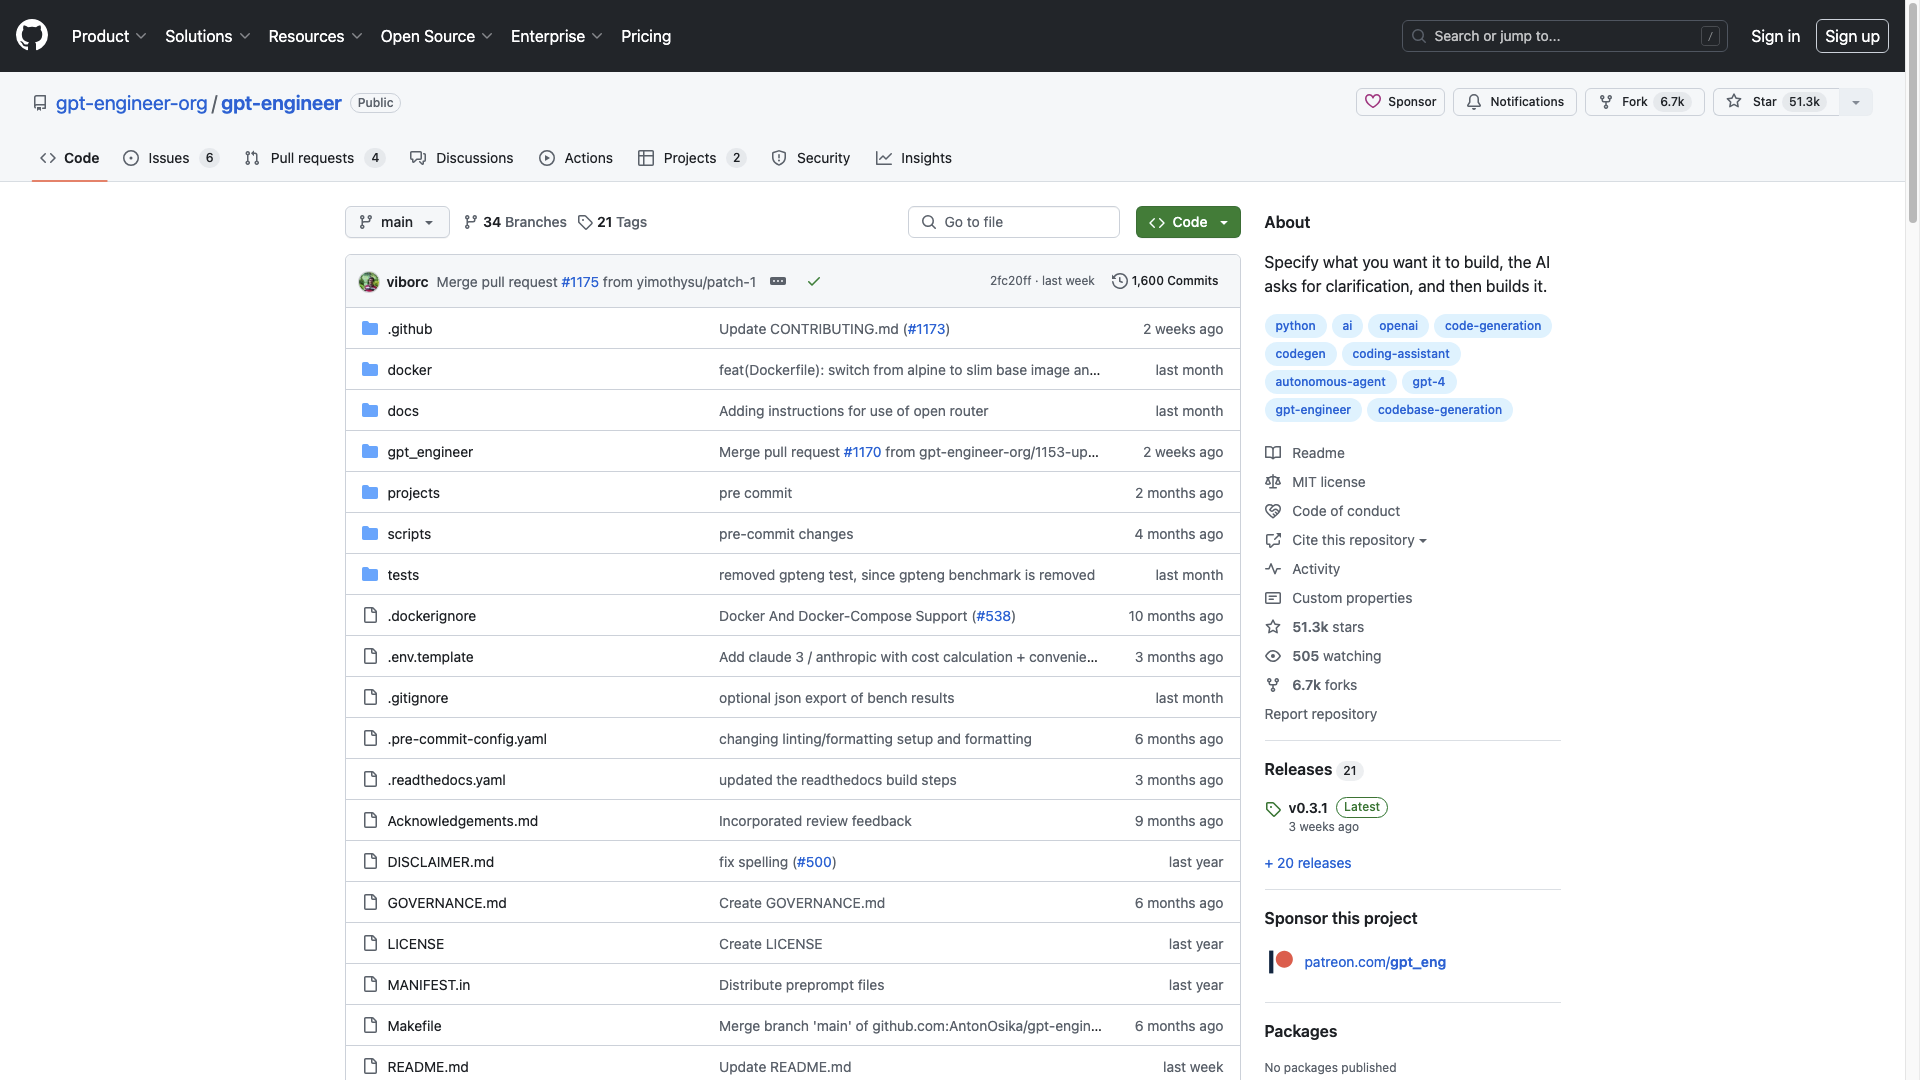 Product Solutions Resources Open Source Enterprise Pricing Search or jump to... / Sign in Sign up
gpt-engineer-org / gpt-engineer Public Sponsor Notifications Fork 6.7k Star 51.3k
Code Issues 6 Pull requests 4 Discussions Actions Projects 2 Security Insights
main 34 Branches 21 Tags Go to file Code
viborc Merge pull request #1175 from yimothysu/patch-1 2fc20ff · last week 1,600 Commits
.github Update CONTRIBUTING.md (#1173) 2 weeks ago
docker feat(Dockerfile): switch from alpine to slim base image an... last month
docs Adding instructions for use of open router last month
gpt_engineer Merge pull request #1170 from gpt-engineer-org/1153-up... 2 weeks ago
projects pre commit 2 months ago
scripts pre-commit changes 4 months ago
tests removed gpteng test, since gpteng benchmark is removed last month
.dockerignore Docker And Docker-Compose Support (#538) 10 months ago
.env.template Add claude 3 / anthropic with cost calculation + convenie... 3 months ago
.gitignore optional json export of bench results last month
.pre-commit-config.yaml changing linting/formatting setup and formatting 6 months ago
.readthedocs.yaml updated the readthedocs build steps 3 months ago
Acknowledgements.md Incorporated review feedback 9 months ago
DISCLAIMER.md fix spelling (#500) last year
GOVERNANCE.md Create GOVERNANCE.md 6 months ago
LICENSE Create LICENSE last year
MANIFEST.in Distribute preprompt files last year
Makefile Merge branch 'main' of github.com:AntonOsika/gpt-engin... 6 months ago
README.md Update README.md last week
About
Specify what you want it to build, the AI
asks for clarification, and then builds it.
python ai openai code-generation
codegen coding-assistant
autonomous-agent gpt-4
gpt-engineer codebase-generation
Readme
MIT license
Code of conduct
Cite this repository
Activity
Custom properties
51.3k stars
505 watching
6.7k forks
Report repository
Releases 21
v0.3.1 Latest
3 weeks ago
+ 20 releases
Sponsor this project
patreon.com/gpt_eng
Packages
No packages published